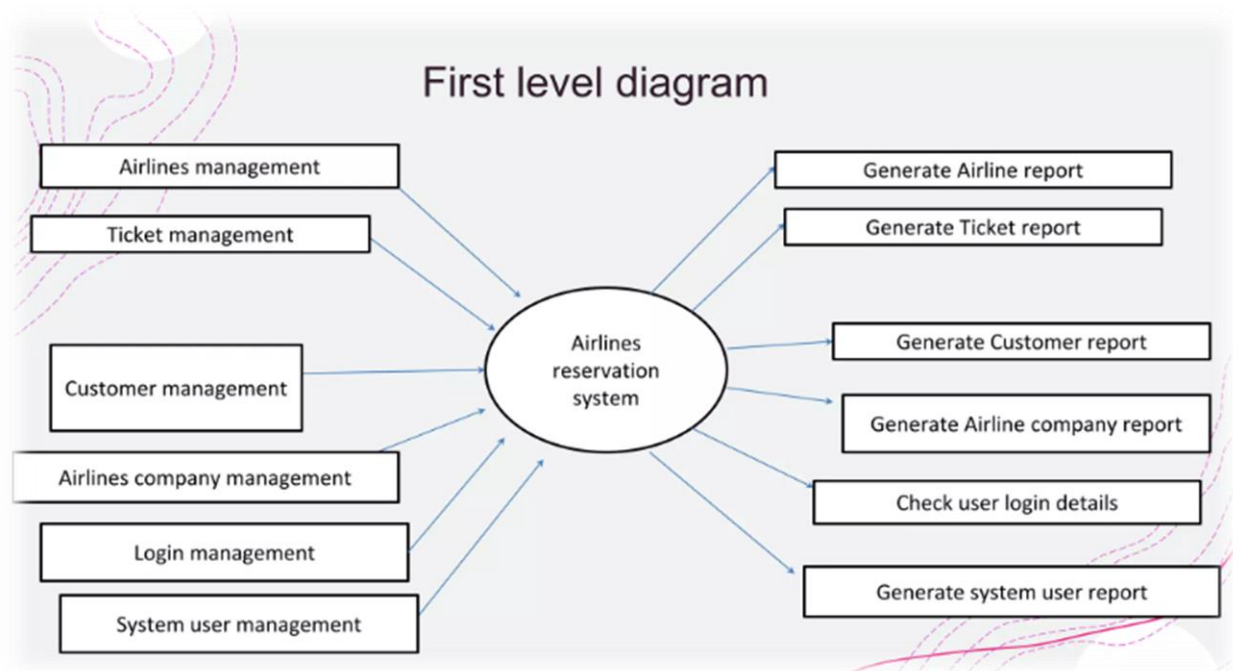 First level diagram
Airlines management
Ticket management
Customer management
Airlines company management
Login management
System user management
Airlines
reservation
system
Generate Airline report
Generate Ticket report
Generate Customer report
Generate Airline company report
Check user login details
Generate system user report